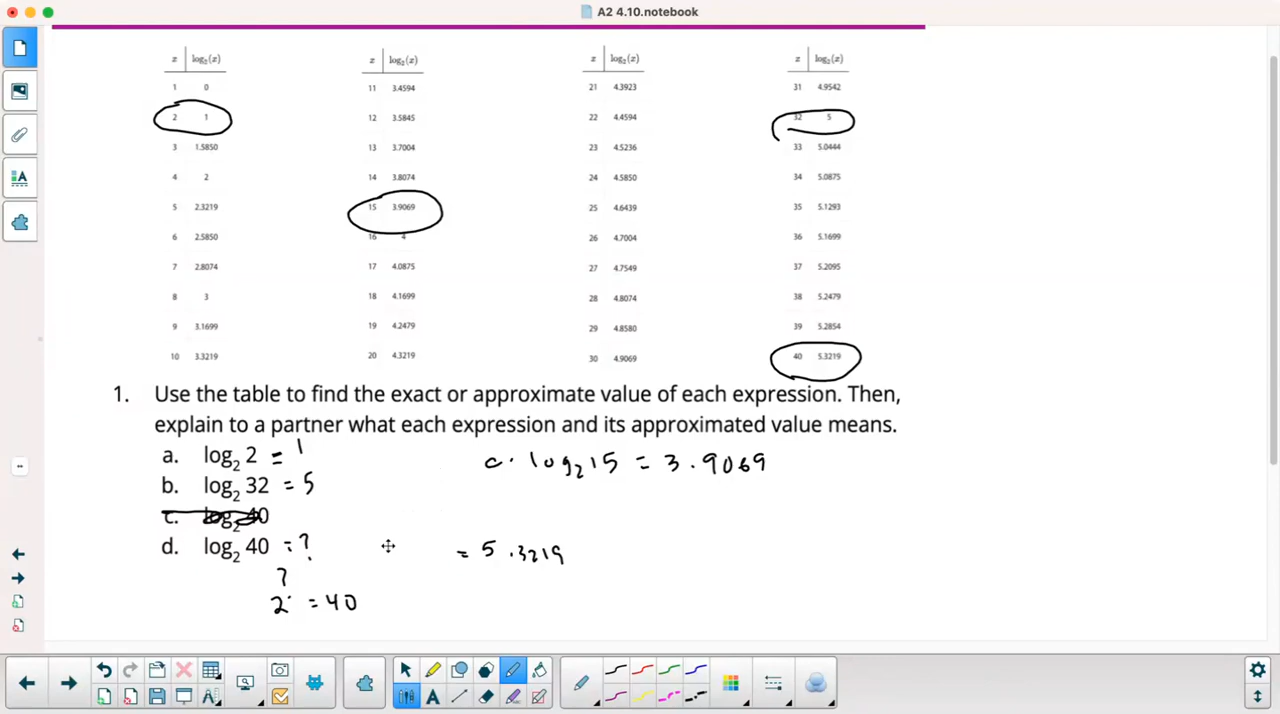 A2 4.10.notebook
x log₂(x) x log₂(x) x log₂(x) x log₂(x)
1 0 11 3.4594 21 4.3923 31 4.9542
2 1 12 3.5845 22 4.4594 32 5
3 1.5850 13 3.7004 23 4.5236 33 5.0444
4 2 14 3.8074 24 4.5850 34 5.0875
5 2.3219 15 3.9069 25 4.6439 35 5.1293
6 2.5850 16 4 26 4.7004 36 5.1699
7 2.8074 17 4.0875 27 4.7549 37 5.2095
8 3 18 4.1699 28 4.8074 38 5.2479
9 3.1699 19 4.2479 29 4.8580 39 5.2854
10 3.3219 20 4.3219 30 4.9069 40 5.3219
1. Use the table to find the exact or approximate value of each expression. Then,
explain to a partner what each expression and its approximated value means.
a. log₂ 2 = 1
c. log₂15 = 3.9069
b. log₂ 32 = 5
c. log₂ 40
d. log₂ 40 = ? = 5.3219
2^? = 40